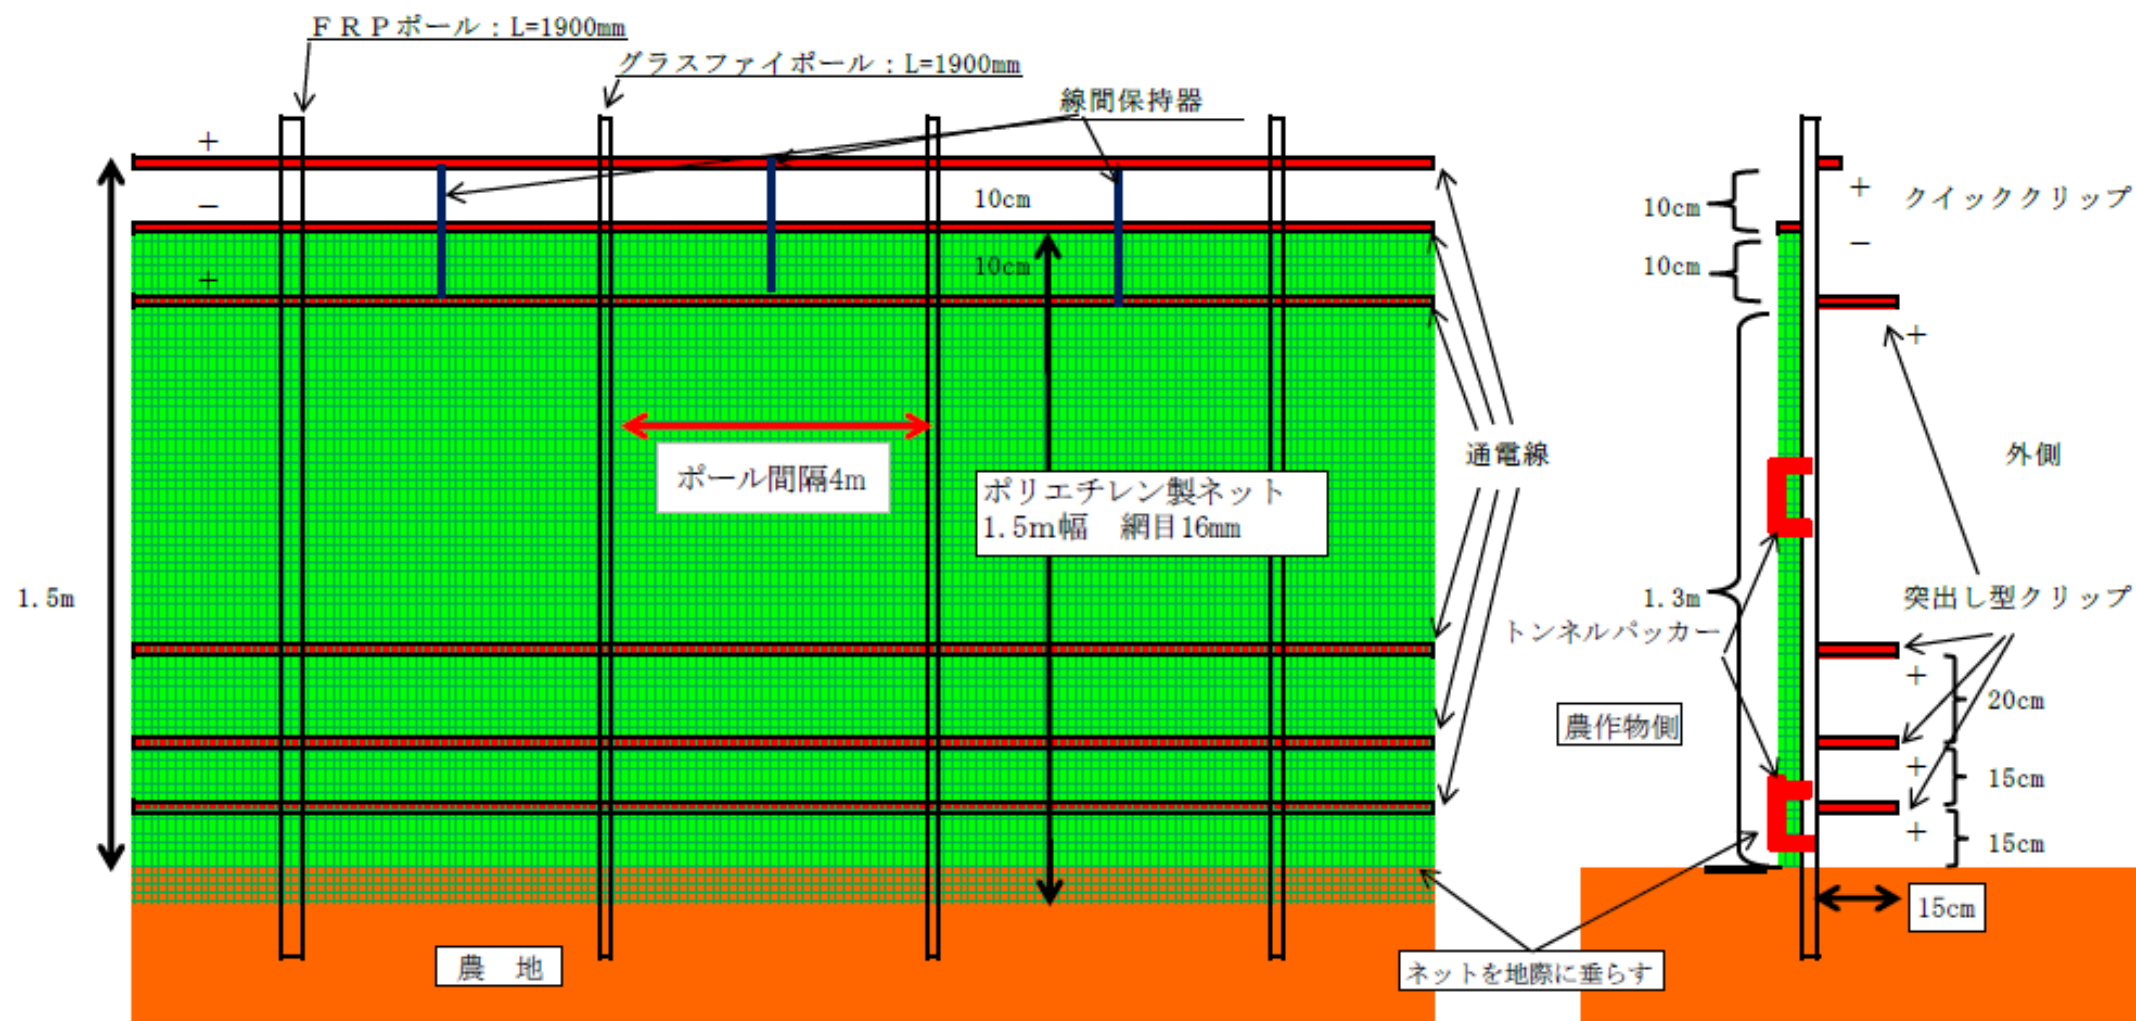 ＦＲＰポール：L=1900mm
グラスファイポール：L=1900mm
線間保持器
＋
－
＋
10cm
10cm
ポール間隔4m
ポリエチレン製ネット
1.5m幅　網目16mm
1.5m
通電線
農　地
ネットを地際に垂らす
10cm
10cm
＋
クイッククリップ
－
＋
外側
1.3m
突出し型クリップ
トンネルパッカー
農作物側
＋
20cm
＋
15cm
＋
15cm
15cm